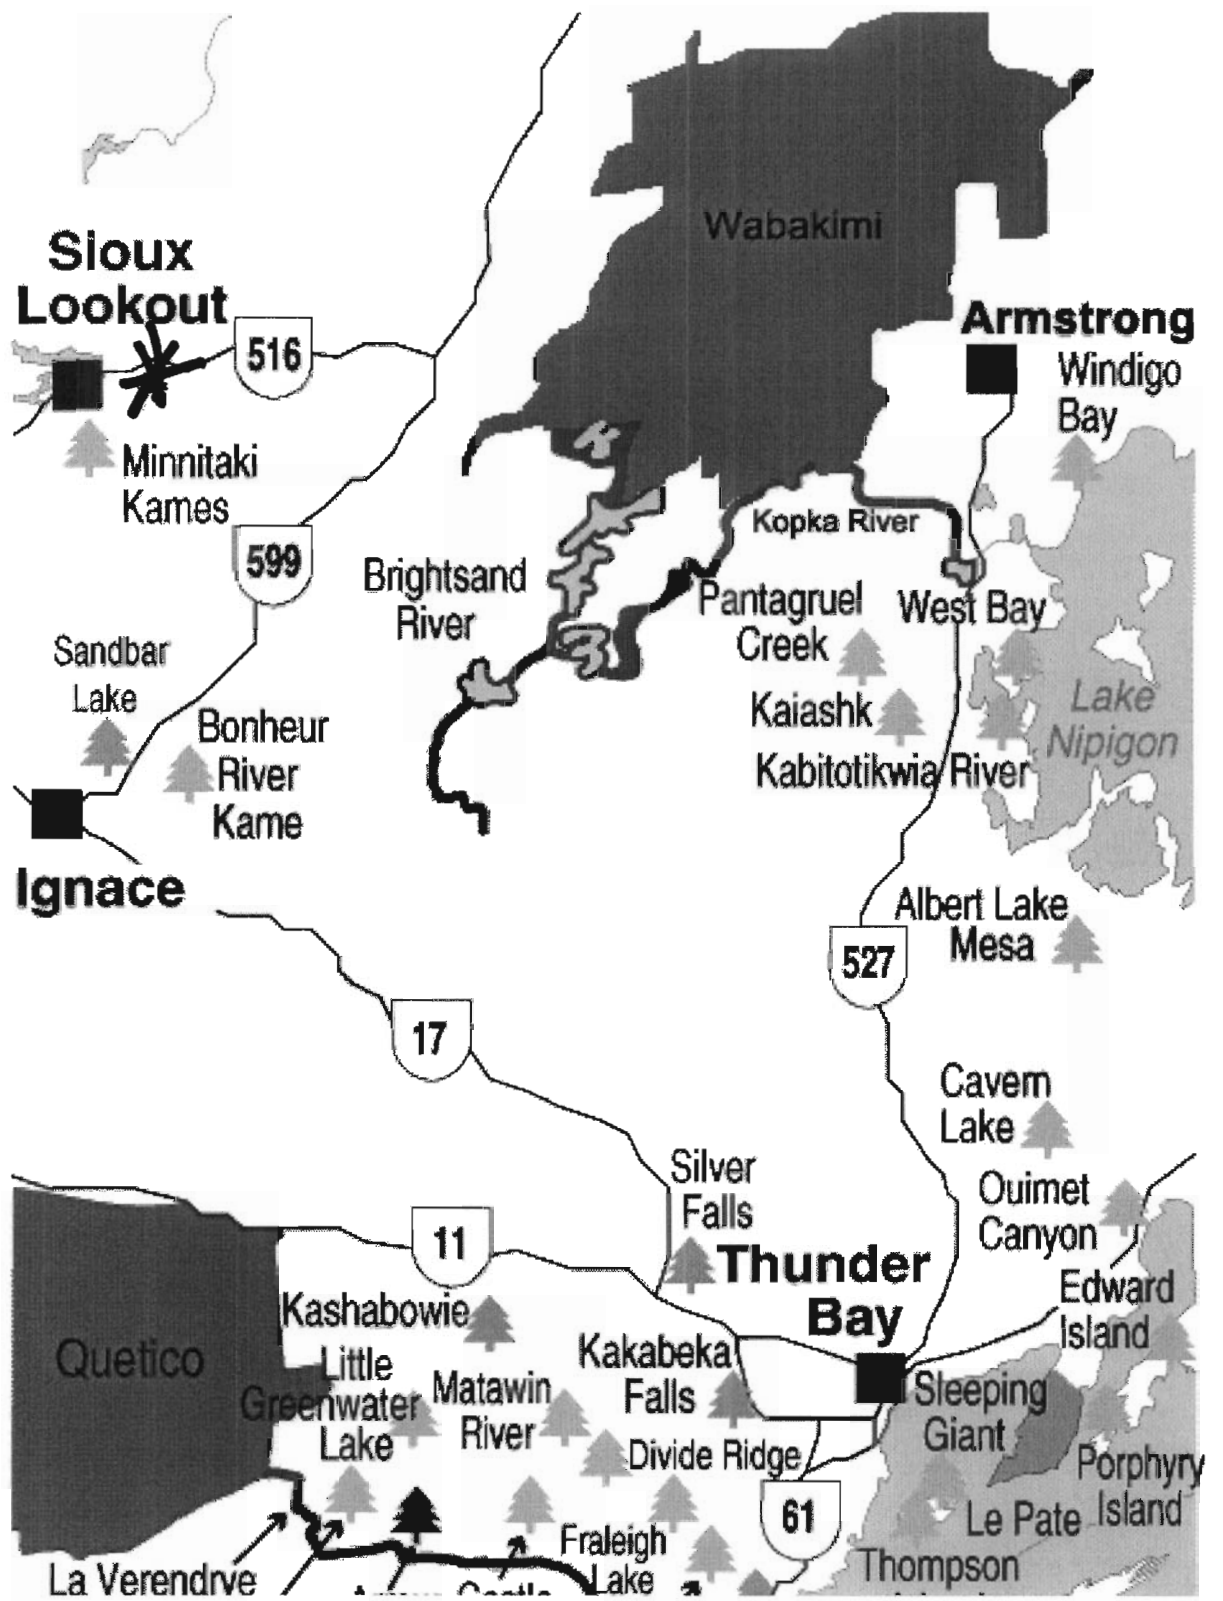 Wabakimi
Sioux
Lookout
516
Armstrong
Windigo
Bay
Minnitaki
Kames
599
Kopka River
Brightsand
River
Pantagruel
Creek
West Bay
Sandbar
Lake
Bonheur
River
Kame
Kaiashk
Lake
Nipigon
Kabitotikwia River
Ignace
Albert Lake
Mesa
527
17
Cavern
Lake
Silver
Falls
Ouimet
Canyon
11
Thunder
Bay
Edward
Island
Kashabowie
Quetico
Little
Greenwater
Lake
Matawin
River
Kakabeka
Falls
Sleeping
Giant
Divide Ridge
Porphyry
Island
61
Le Pate
Fraleigh
Lake
Thompson
La Verendrye